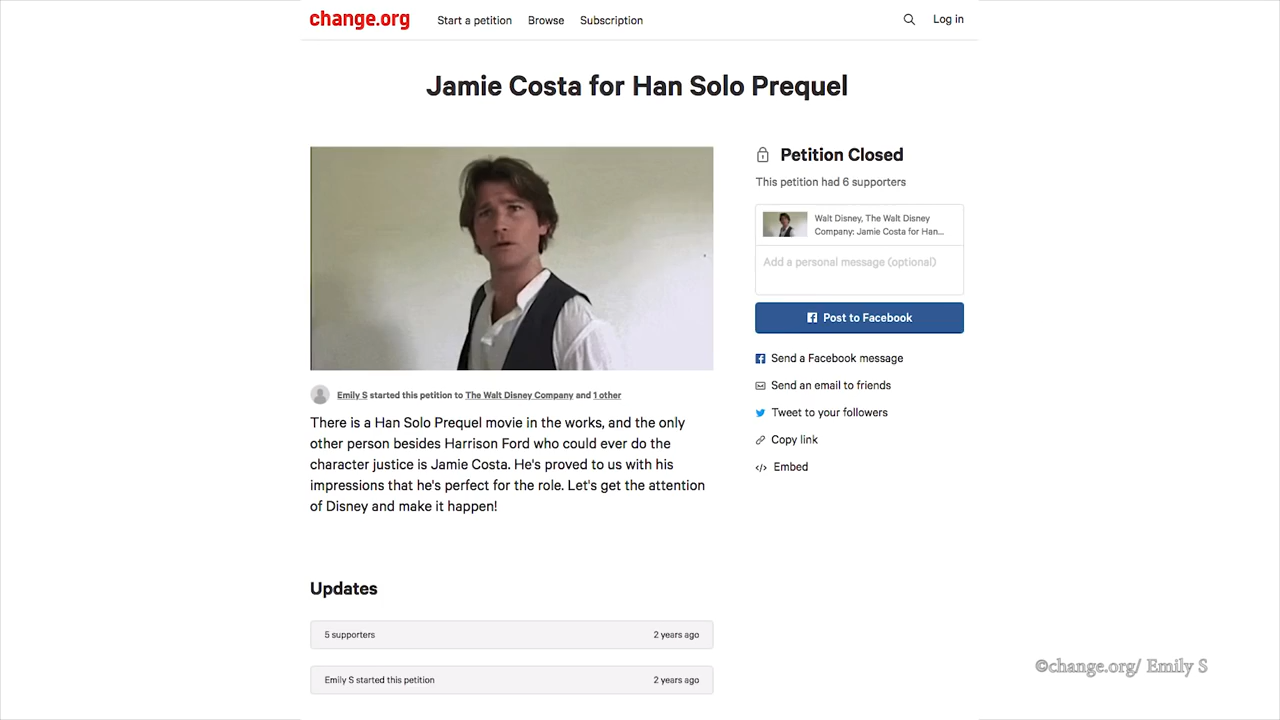 change.org
Start a petition
Browse
Subscription
Log in
Jamie Costa for Han Solo Prequel
Petition Closed
This petition had 6 supporters
Walt Disney, The Walt Disney
Company: Jamie Costa for Han...
Add a personal message (optional)
Post to Facebook
Send a Facebook message
Send an email to friends
Tweet to your followers
Copy link
Embed
Emily S started this petition to The Walt Disney Company and 1 other
There is a Han Solo Prequel movie in the works, and the only
other person besides Harrison Ford who could ever do the
character justice is Jamie Costa. He's proved to us with his
impressions that he's perfect for the role. Let's get the attention
of Disney and make it happen!
Updates
5 supporters
2 years ago
Emily S started this petition
2 years ago
©change.org/ Emily S